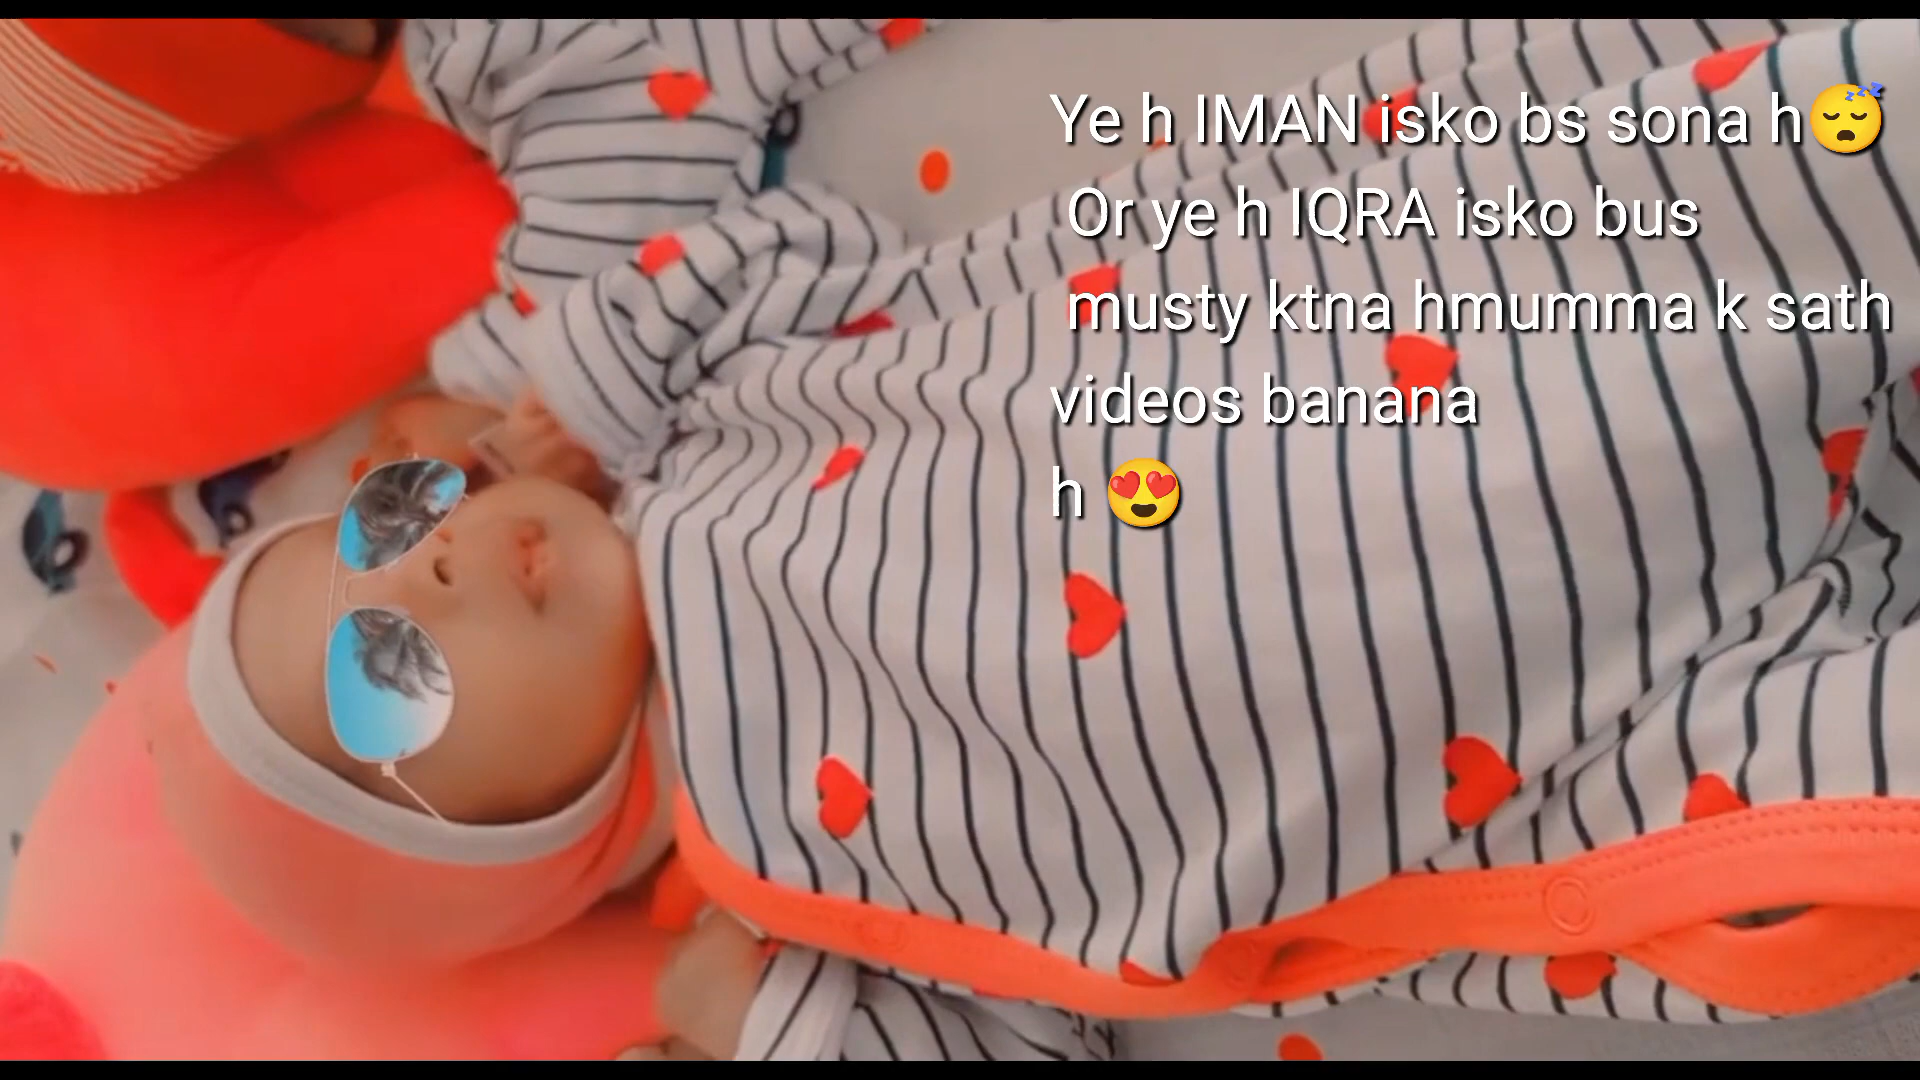 Ye h IMAN isko bs sona h😴
Or ye h IQRA isko bus
musty ktna hmumma k sath
videos banana
h 😍